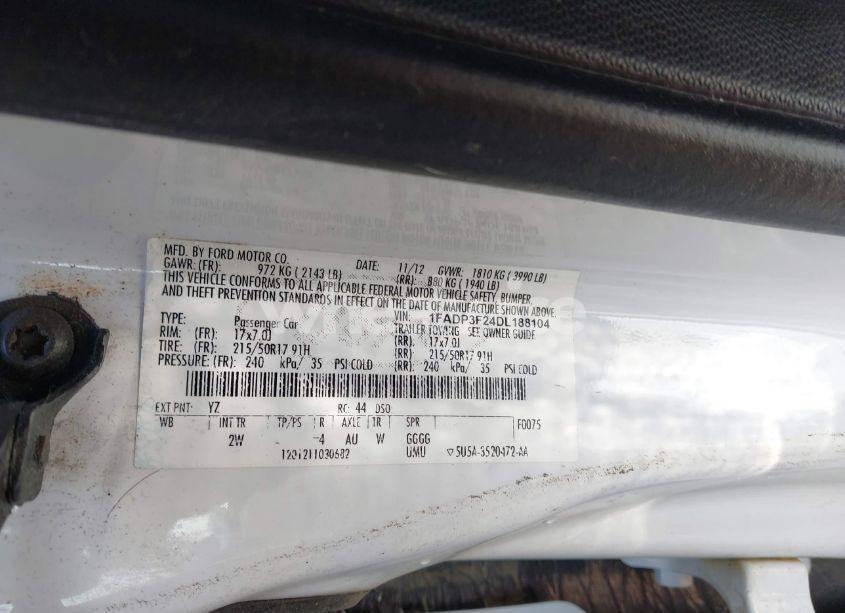 MFD. BY FORD MOTOR CO.
DATE: 11/12 GVWR: 1810 KG ( 3990 LB)
GAWR: (FR): 972 KG ( 2143 LB) (RR): 880 KG ( 1940 LB)
THIS VEHICLE CONFORMS TO ALL APPLICABLE FEDERAL MOTOR VEHICLE SAFETY, BUMPER,
AND THEFT PREVENTION STANDARDS IN EFFECT ON THE DATE OF MANUFACTURE SHOWN ABOVE.
VIN: 1FADP3F24DL188104
TYPE: Passenger Car TRAILER TOWING: SEE OWNER GUIDE
RIM: (FR) 17x7.0J (RR) 17x7.0J
TIRE: (FR) 215/50R17 91H (RR) 215/50R17 91H
PRESSURE: (FR) 240 kPa/ 35 PSI COLD (RR) 240 kPa/ 35 PSI COLD
EXT PNT: YZ RC: 44 DSO:
WB INT TR TP/PS R AXLE TR SPR F0075
2W -4 AU W GGGG
1201211030682 UMU ▽5U5A-3520472-AA